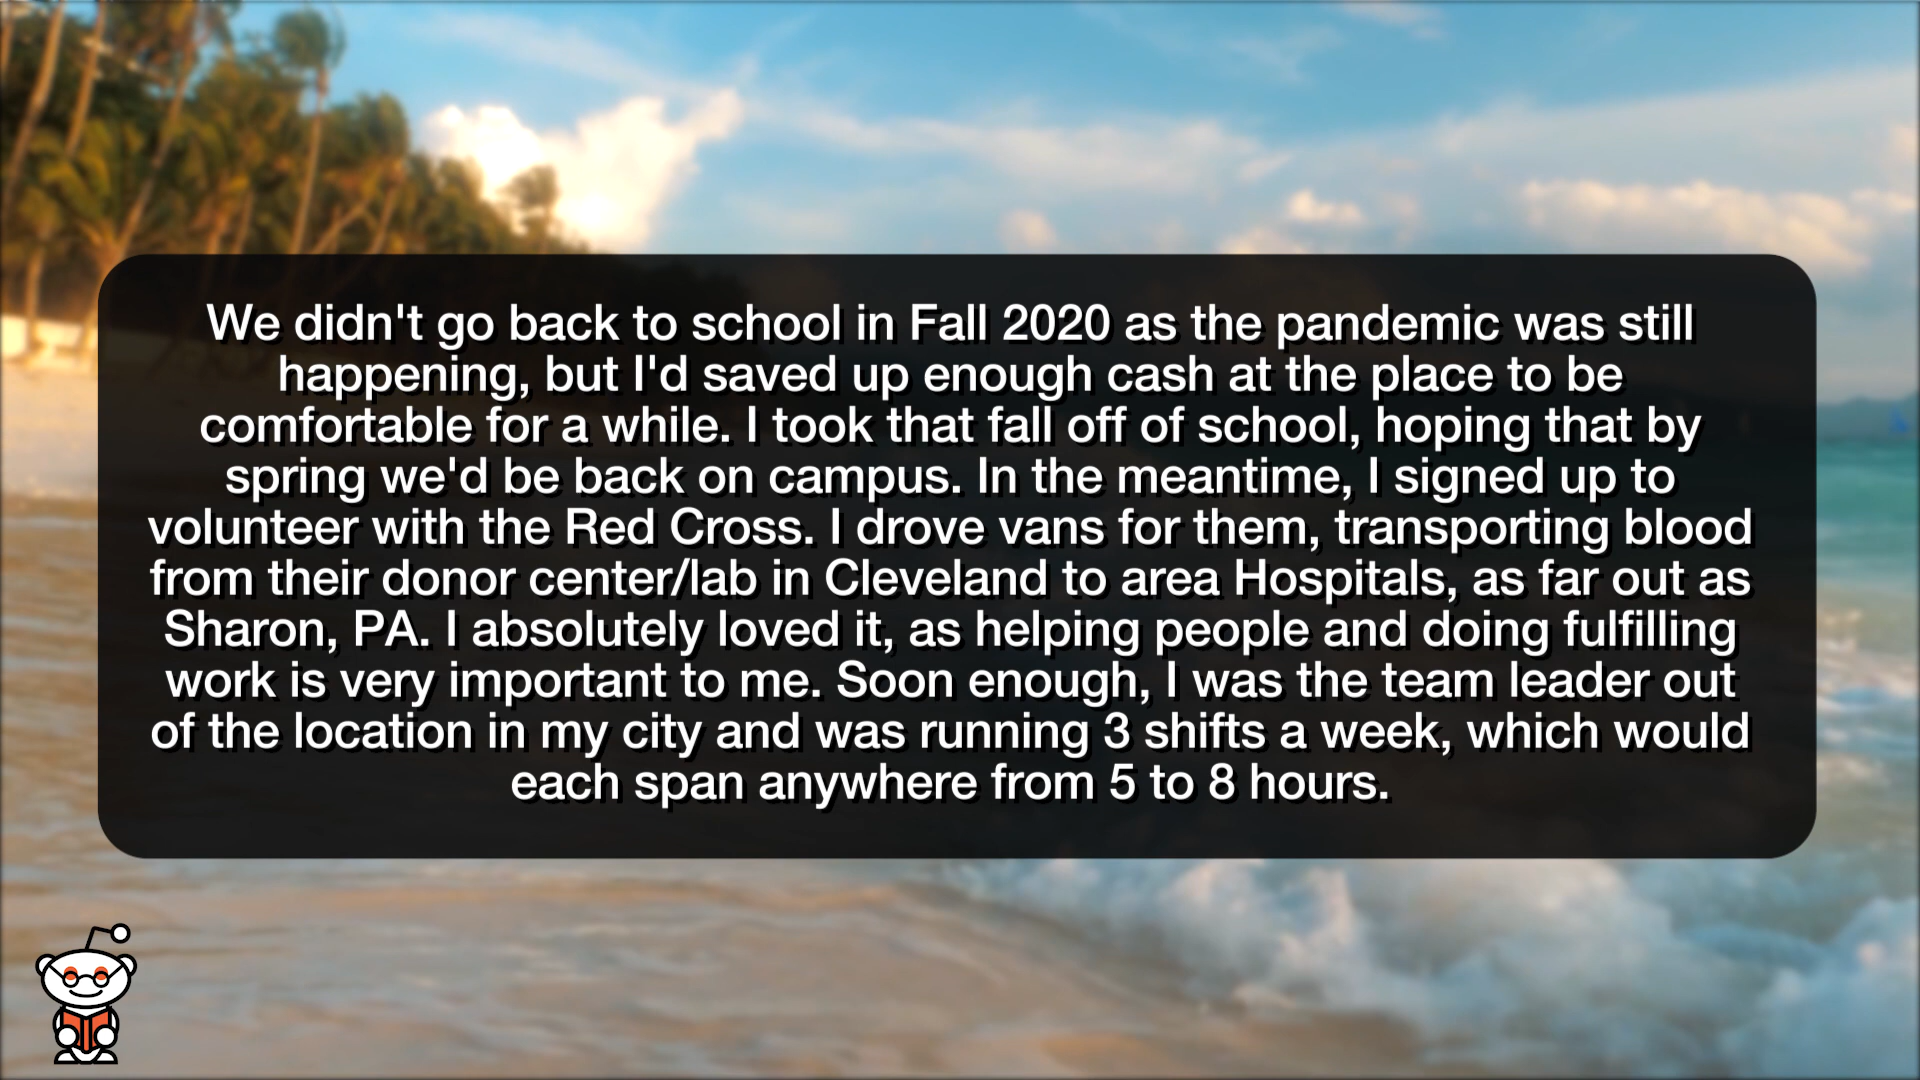 We didn't go back to school in Fall 2020 as the pandemic was still
happening, but I'd saved up enough cash at the place to be
comfortable for a while. I took that fall off of school, hoping that by
spring we'd be back on campus. In the meantime, I signed up to
volunteer with the Red Cross. I drove vans for them, transporting blood
from their donor center/lab in Cleveland to area Hospitals, as far out as
Sharon, PA. I absolutely loved it, as helping people and doing fulfilling
work is very important to me. Soon enough, I was the team leader out
of the location in my city and was running 3 shifts a week, which would
each span anywhere from 5 to 8 hours.